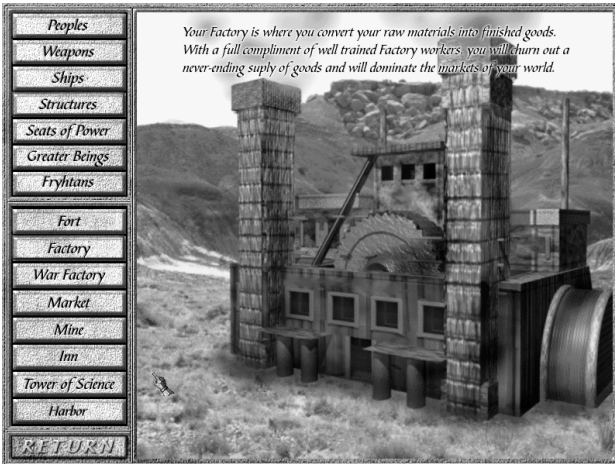 Peoples
Weapons
Ships
Structures
Seats of Power
Greater Beings
Fryhtans
Fort
Factory
War Factory
Market
Mine
Inn
Tower of Science
Harbor
RETURN
Your Factory is where you convert your raw materials into finished goods.
With a full compliment of well trained Factory workers, you will churn out a
never-ending suply of goods and will dominate the markets of your world.